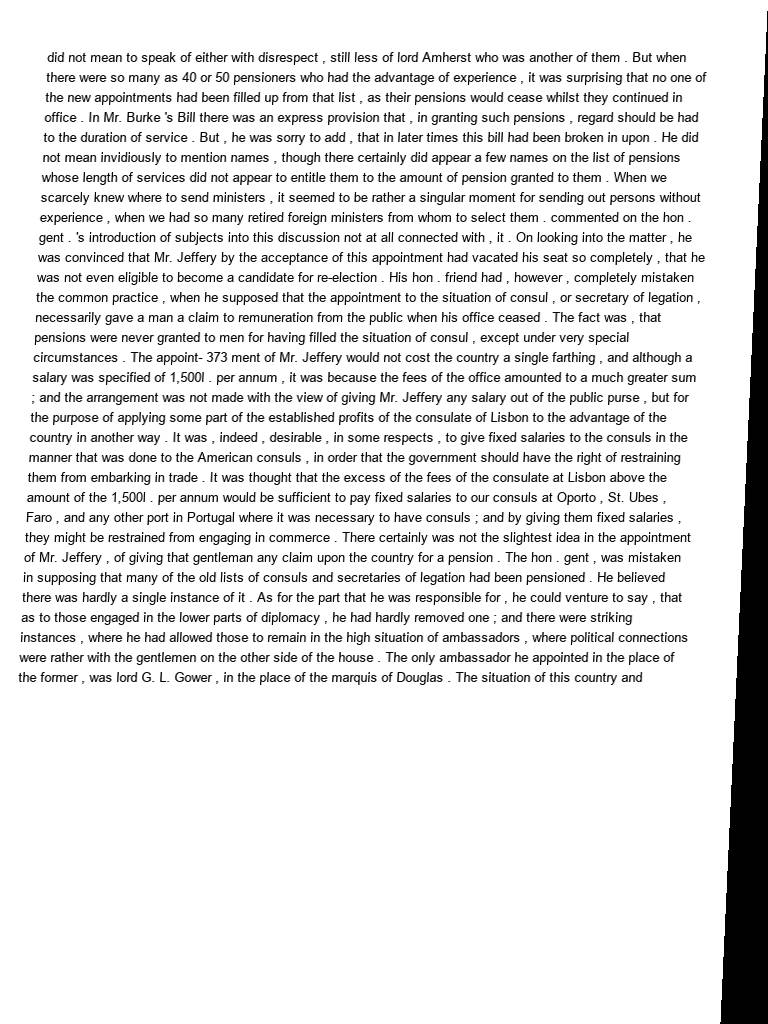 did not mean to speak of either with disrespect , still less of lord Amherst who was another of them . But when
there were so many as 40 or 50 pensioners who had the advantage of experience , it was surprising that no one of
the new appointments had been filled up from that list , as their pensions would cease whilst they continued in
office . In Mr. Burke 's Bill there was an express provision that , in granting such pensions , regard should be had
to the duration of service . But , he was sorry to add , that in later times this bill had been broken in upon . He did
not mean invidiously to mention names , though there certainly did appear a few names on the list of pensions
whose length of services did not appear to entitle them to the amount of pension granted to them . When we
scarcely knew where to send ministers , it seemed to be rather a singular moment for sending out persons without
experience , when we had so many retired foreign ministers from whom to select them . commented on the hon .
gent . 's introduction of subjects into this discussion not at all connected with , it . On looking into the matter , he
was convinced that Mr. Jeffery by the acceptance of this appointment had vacated his seat so completely , that he
was not even eligible to become a candidate for re-election . His hon . friend had , however , completely mistaken
the common practice , when he supposed that the appointment to the situation of consul , or secretary of legation ,
necessarily gave a man a claim to remuneration from the public when his office ceased . The fact was , that
pensions were never granted to men for having filled the situation of consul , except under very special
circumstances . The appoint- 373 ment of Mr. Jeffery would not cost the country a single farthing , and although a
salary was specified of 1,500l . per annum , it was because the fees of the office amounted to a much greater sum
; and the arrangement was not made with the view of giving Mr. Jeffery any salary out of the public purse , but for
the purpose of applying some part of the established profits of the consulate of Lisbon to the advantage of the
country in another way . It was , indeed , desirable , in some respects , to give fixed salaries to the consuls in the
manner that was done to the American consuls , in order that the government should have the right of restraining
them from embarking in trade . It was thought that the excess of the fees of the consulate at Lisbon above the
amount of the 1,500l . per annum would be sufficient to pay fixed salaries to our consuls at Oporto , St. Ubes ,
Faro , and any other port in Portugal where it was necessary to have consuls ; and by giving them fixed salaries ,
they might be restrained from engaging in commerce . There certainly was not the slightest idea in the appointment
of Mr. Jeffery , of giving that gentleman any claim upon the country for a pension . The hon . gent , was mistaken
in supposing that many of the old lists of consuls and secretaries of legation had been pensioned . He believed
there was hardly a single instance of it . As for the part that he was responsible for , he could venture to say , that
as to those engaged in the lower parts of diplomacy , he had hardly removed one ; and there were striking
instances , where he had allowed those to remain in the high situation of ambassadors , where political connections
were rather with the gentlemen on the other side of the house . The only ambassador he appointed in the place of
the former , was lord G. L. Gower , in the place of the marquis of Douglas . The situation of this country and